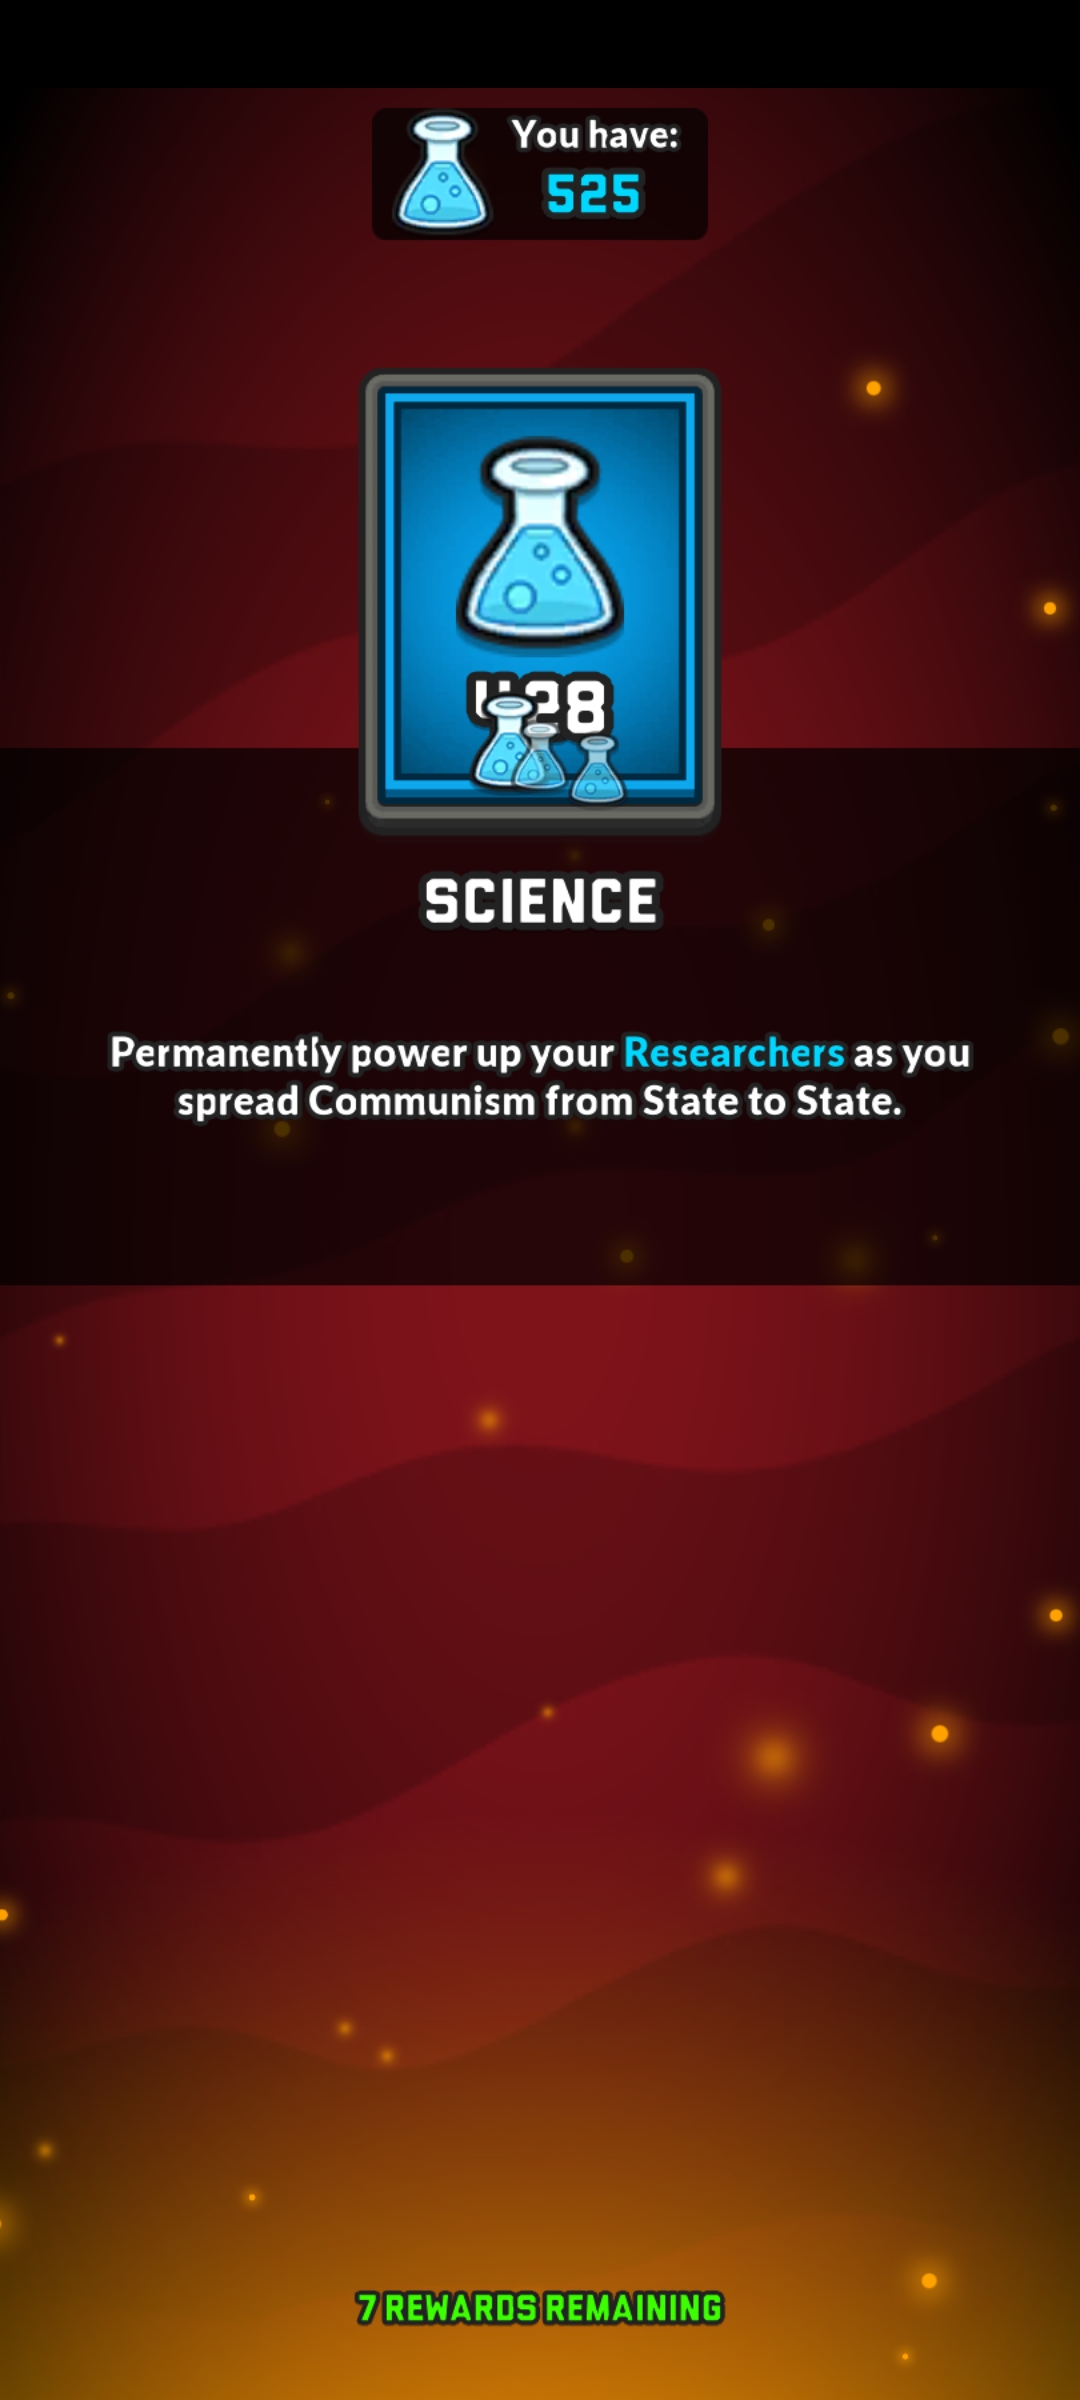 You have:
525
SCIENCE
Permanently power up your Researchers as you
spread Communism from State to State.
7 REWARDS REMAINING